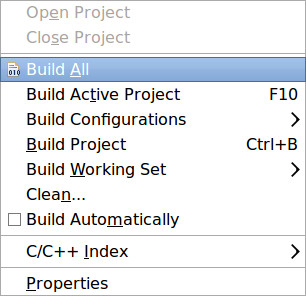 Open Project
Close Project
Build All
Build Active Project F10
Build Configurations
Build Project Ctrl+B
Build Working Set
Clean...
Build Automatically
C/C++ Index
Properties